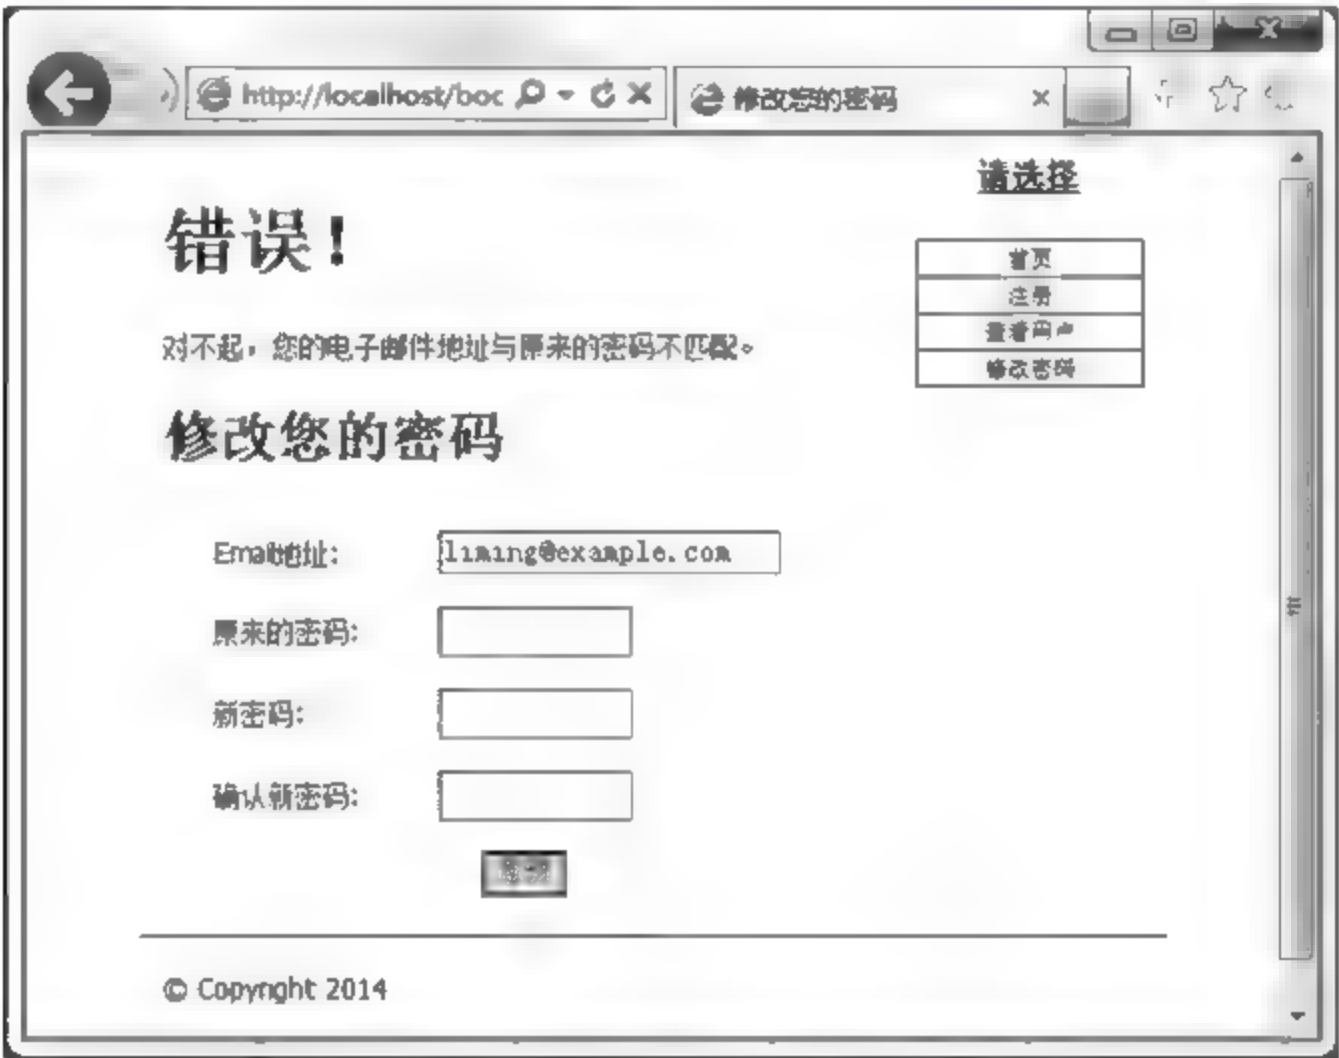 http://localhost/boc
修改您的密码
请选择
首页
注册
查看用户
修改密码
错误!
对不起，您的电子邮件地址与原来的密码不匹配。
修改您的密码
Email地址:
liming@example.com
原来的密码:
新密码:
确认新密码:
© Copyright 2014